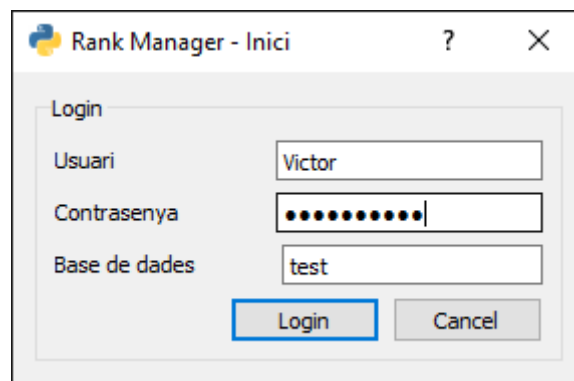 Rank Manager - Inici ?
Login
Usuari Victor
Contrasenya ●●●●●●●●●●
Base de dades test
Login Cancel